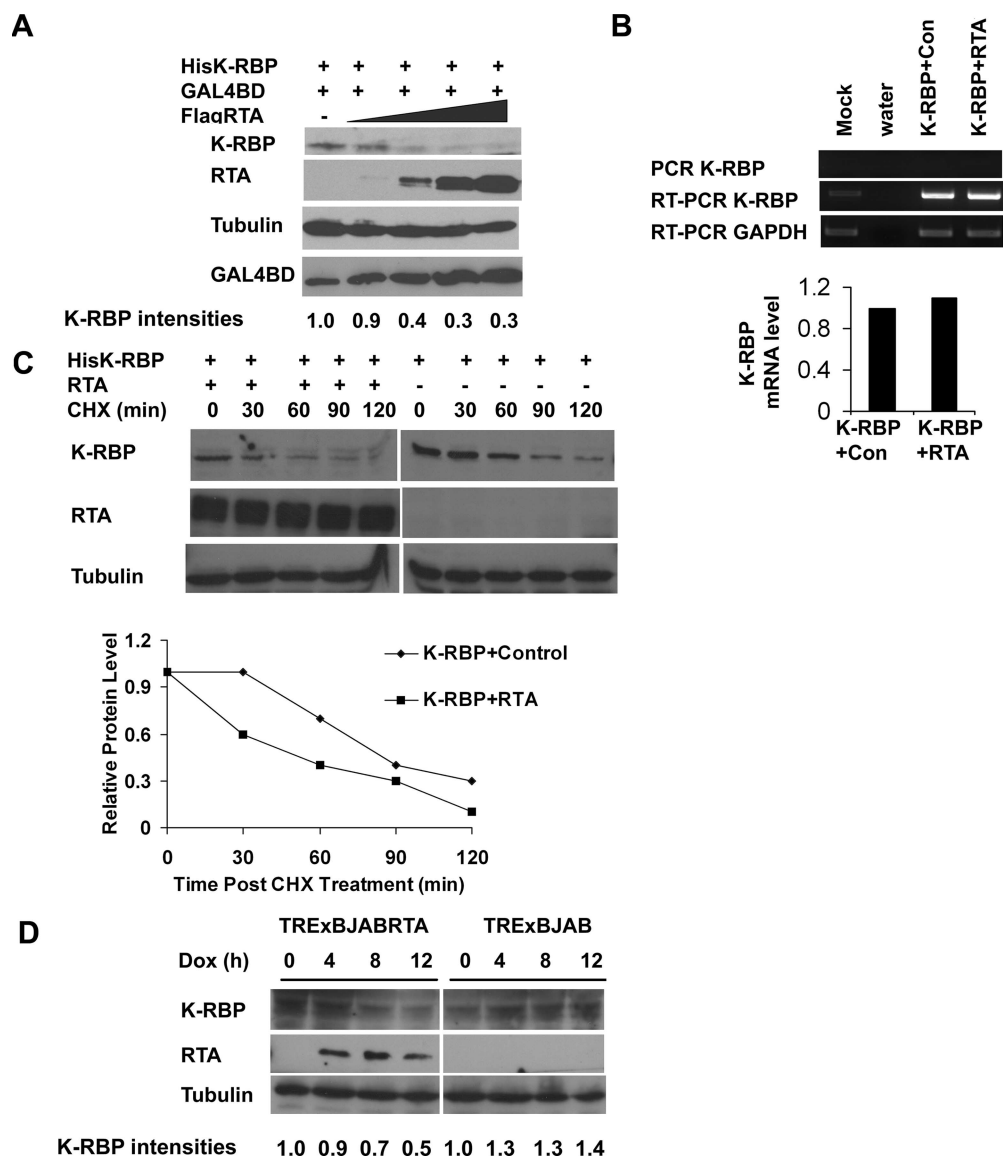 A
HisK-RBP + + + + +
GAL4BD + + + + +
FlagRTA -
K-RBP
RTA
Tubulin
GAL4BD
K-RBP intensities 1.0 0.9 0.4 0.3 0.3
B
Mock water K-RBP+Con K-RBP+RTA
PCR K-RBP
RT-PCR K-RBP
RT-PCR GAPDH
K-RBP mRNA level
1.2
0.8
0.4
0
K-RBP +Con
K-RBP +RTA
C
HisK-RBP + + + + + + + + + +
RTA + + + + + - - - - -
CHX (min) 0 30 60 90 120 0 30 60 90 120
K-RBP
RTA
Tubulin
Relative Protein Level
1.2
0.9
0.6
0.3
0
K-RBP+Control
K-RBP+RTA
0 30 60 90 120
Time Post CHX Treatment (min)
D
TRExBJABRTA TRExBJAB
Dox (h) 0 4 8 12 0 4 8 12
K-RBP
RTA
Tubulin
K-RBP intensities 1.0 0.9 0.7 0.5 1.0 1.3 1.3 1.4